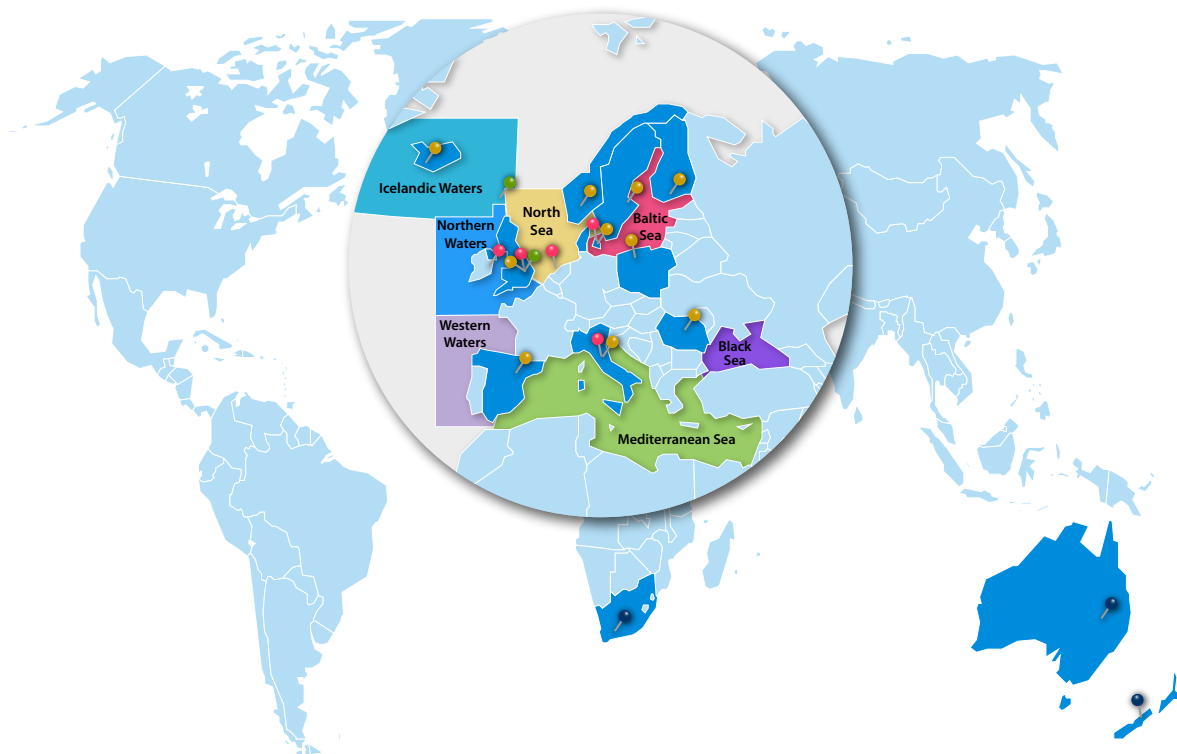 Icelandic Waters
North
Sea
Northern
Waters
Baltic
Sea
Western
Waters
Black
Sea
Mediterranean Sea